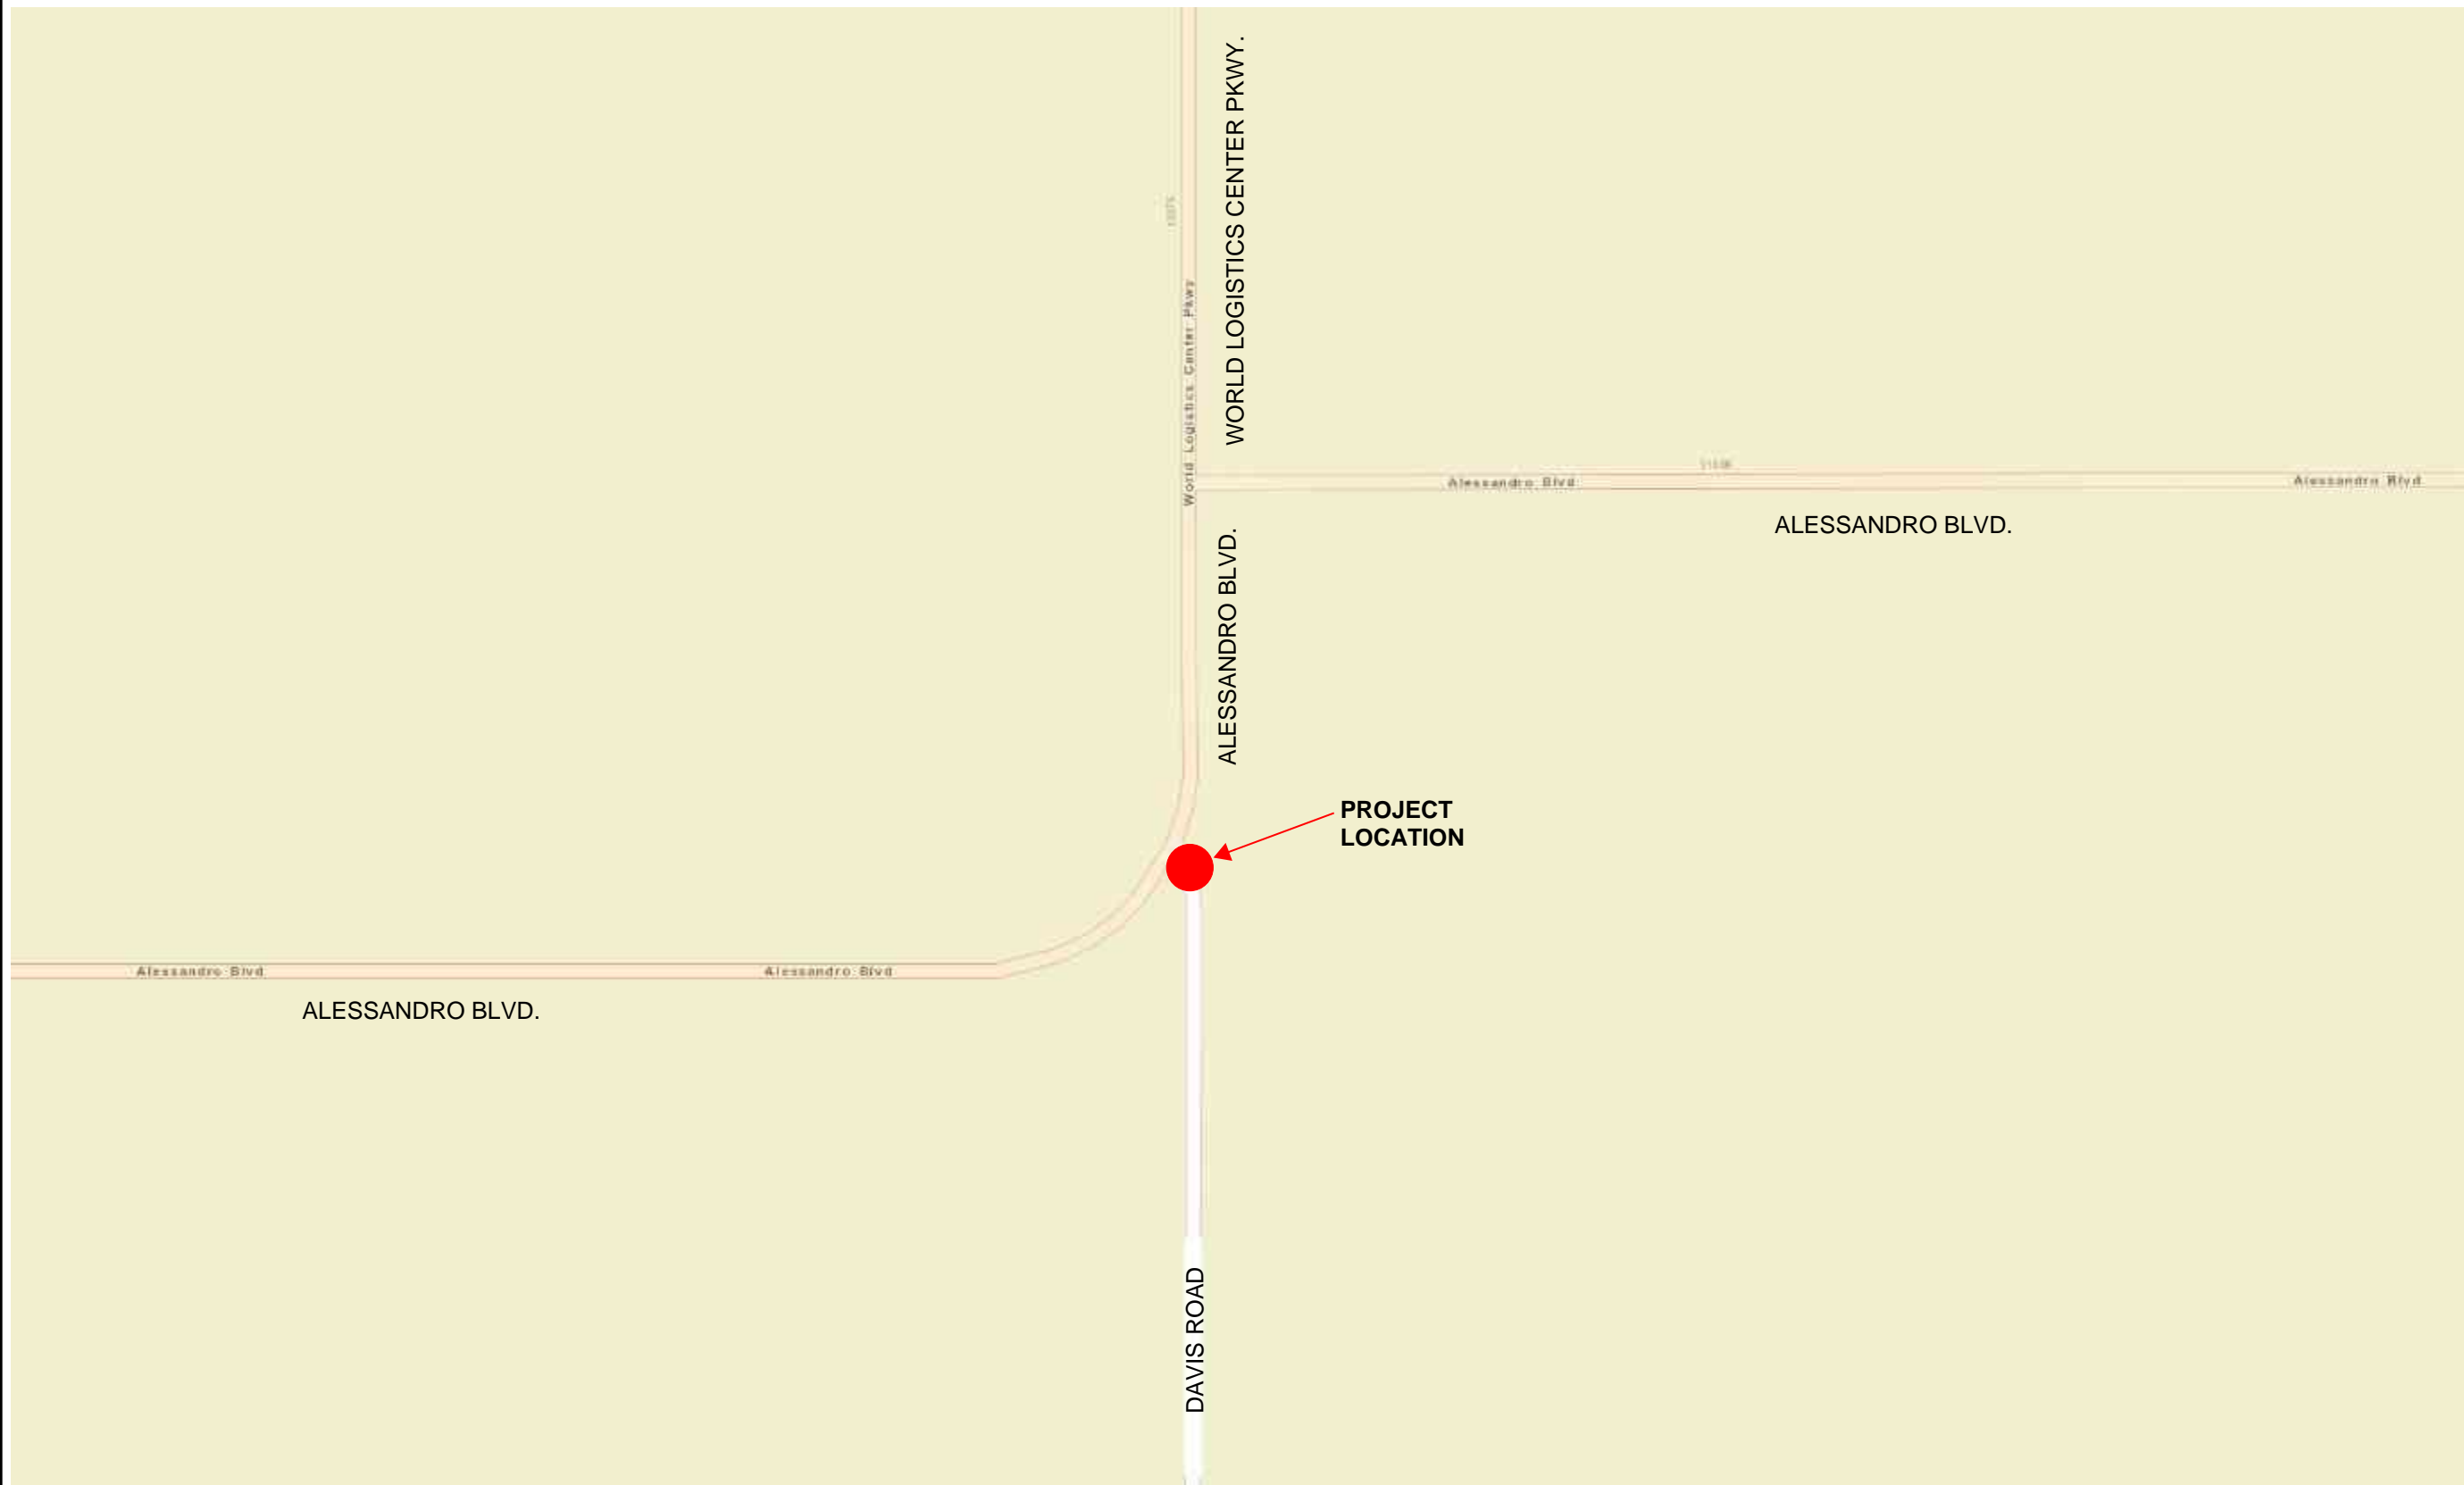 WORLD LOGISTICS CENTER PKWY.
World Logistics Center Pkwy
Alessandro Blvd
Alessandro Blvd
ALESSANDRO BLVD.
ALESSANDRO BLVD.
PROJECT
LOCATION
Alessandro Blvd
Alessandro Blvd
ALESSANDRO BLVD.
DAVIS ROAD